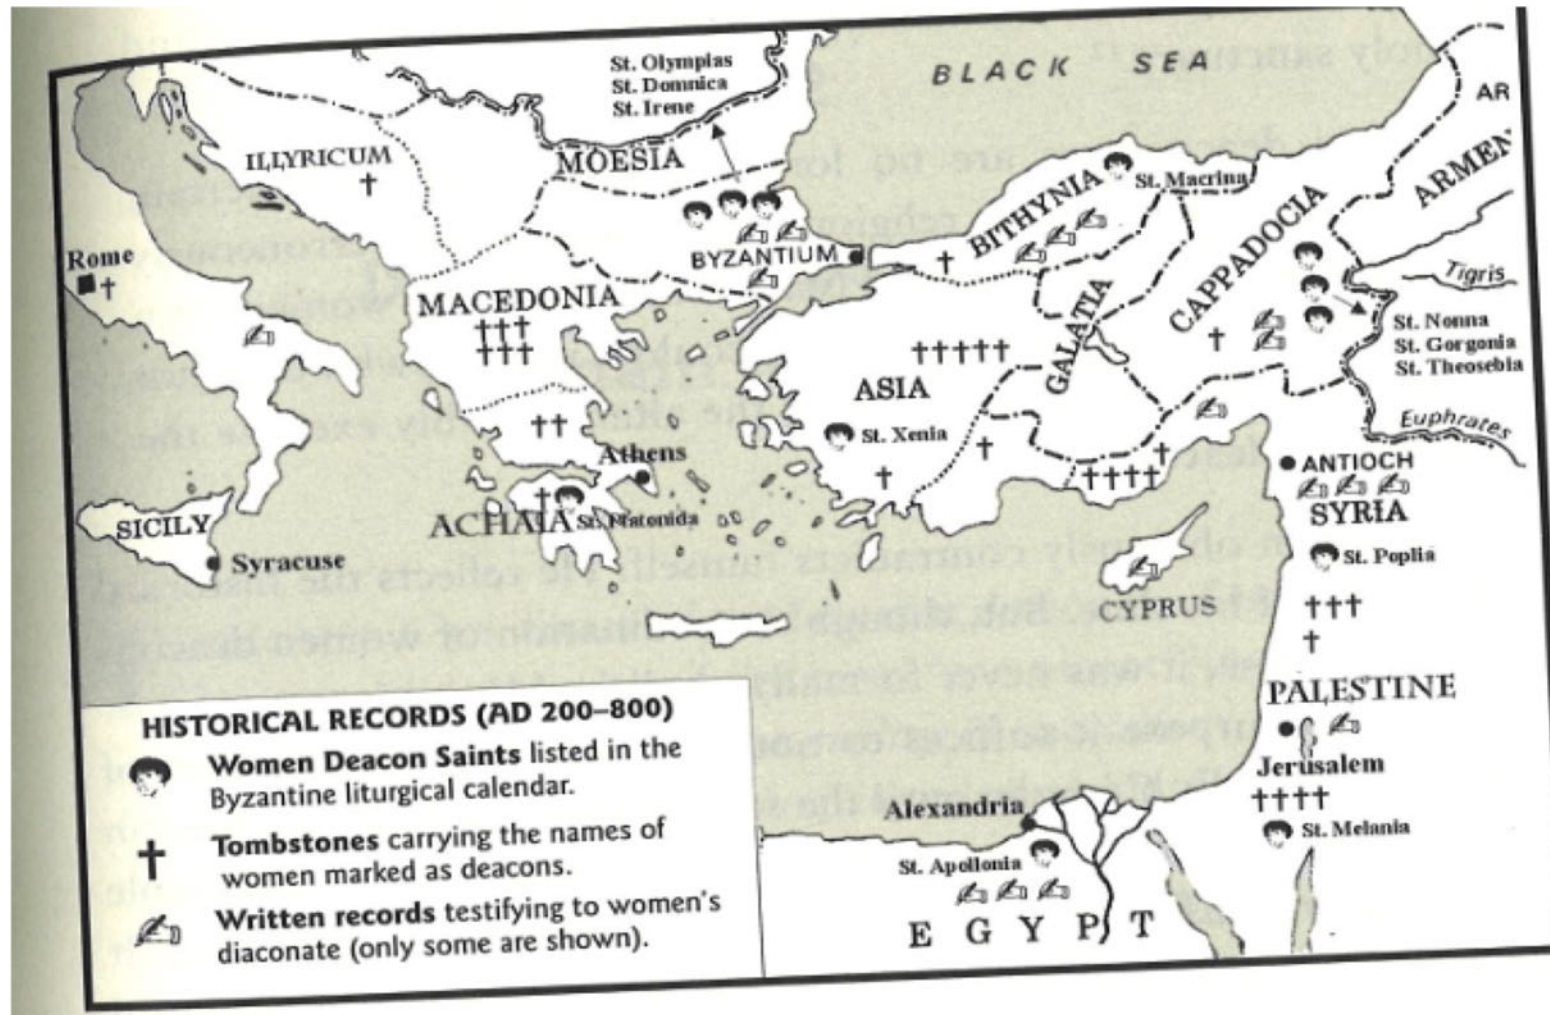 St. Olympias
St. Domnica
St. Irene
BLACK SEA
AR
ILLYRICUM
MOESIA
St. Macrina
ARMEN
BITHYNIA
CAPPADOCIA
Rome
BYZANTIUM
Tigris
MACEDONIA
GALATIA
St. Nonna
St. Gorgonia
St. Theosebia
ASIA
Euphrates
St. Xenia
Athens
ANTIOCH
SICILY
ACHAIA
St. Platonida
SYRIA
Syracuse
St. Poplia
CYPRUS
PALESTINE
HISTORICAL RECORDS (AD 200–800)
Women Deacon Saints listed in the
Byzantine liturgical calendar.
Tombstones carrying the names of
women marked as deacons.
Written records testifying to women's
diaconate (only some are shown).
Jerusalem
Alexandria
St. Melania
St. Apollonia
EGYPT